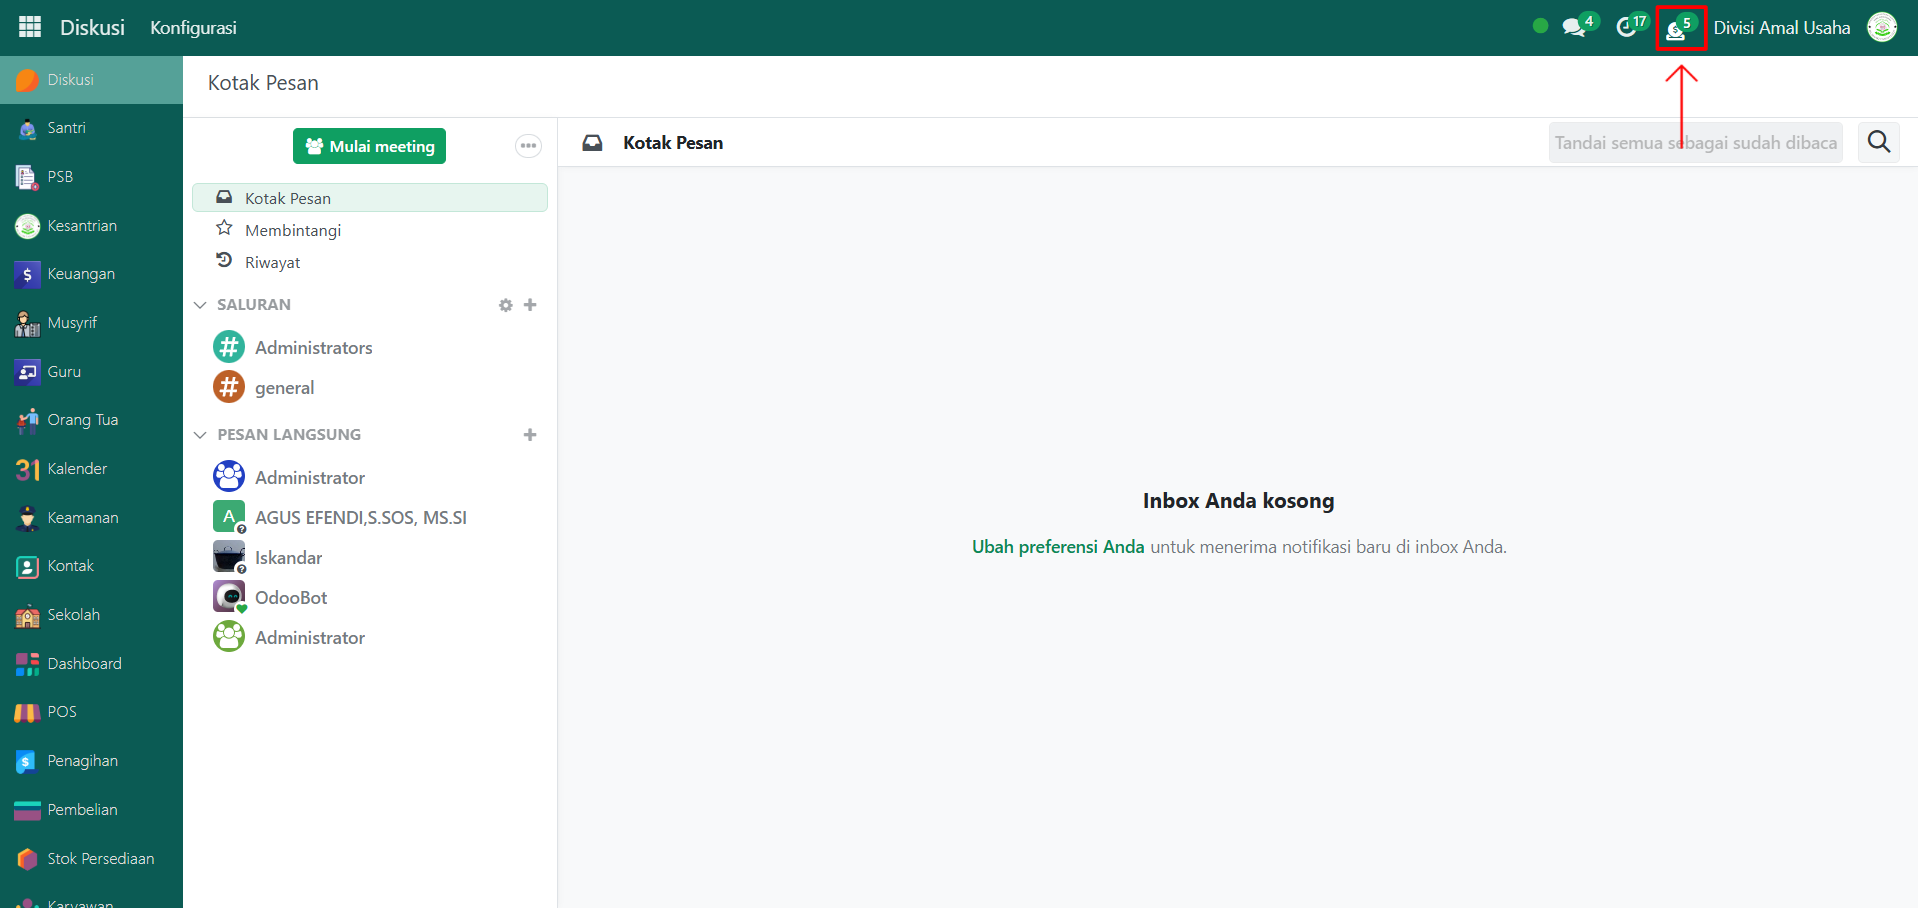 Diskusi
Konfigurasi
4
17
5
Divisi Amal Usaha
Diskusi
Santri
PSB
Kesantrian
Keuangan
Musyrif
Guru
Orang Tua
31 Kalender
Keamanan
Kontak
Sekolah
Dashboard
POS
Penagihan
Pembelian
Stok Persediaan
Karyawan
Kotak Pesan
Mulai meeting
Kotak Pesan
Membintangi
Riwayat
SALURAN
Administrators
general
PESAN LANGSUNG
Administrator
A AGUS EFENDI,S.SOS, MS.SI
Iskandar
OdooBot
Administrator
Kotak Pesan
Tandai semua sebagai sudah dibaca
Inbox Anda kosong
Ubah preferensi Anda untuk menerima notifikasi baru di inbox Anda.